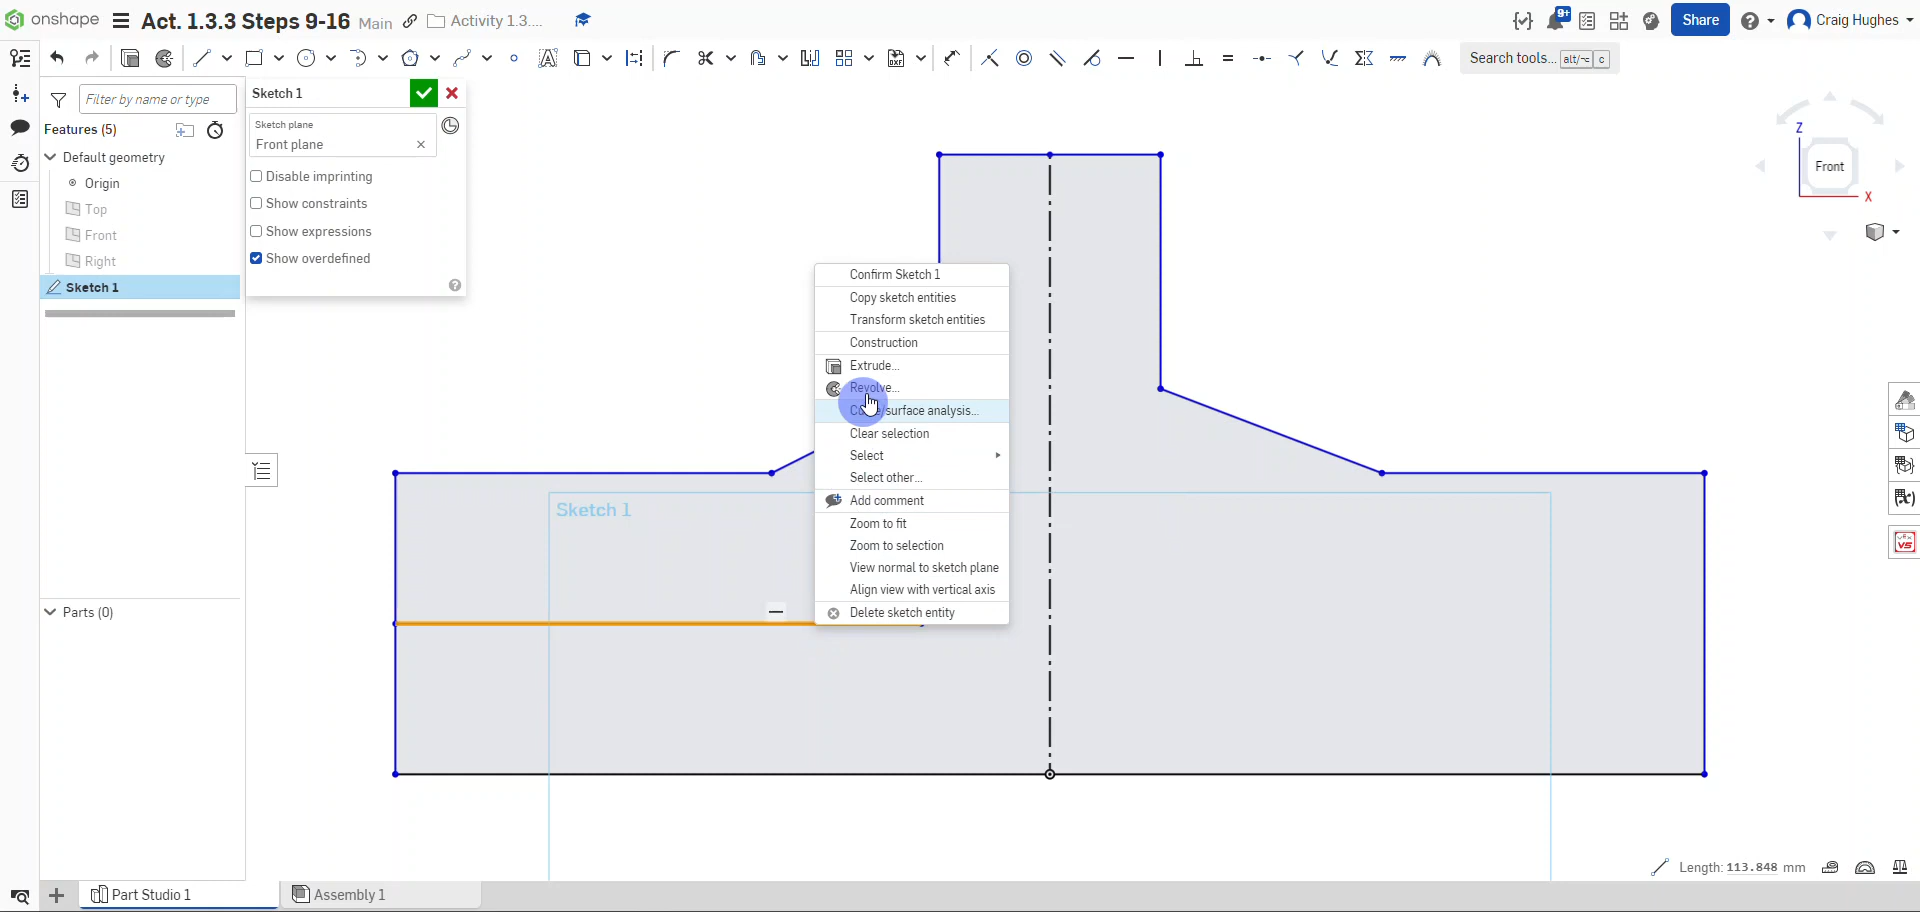 onshape Act. 1.3.3 Steps 9-16 Main Activity 1.3....
9+ Share Craig Hughes
Search tools... alt/⌥ c
Filter by name or type
Features (5)
Default geometry
Origin
Top
Front
Right
Sketch 1
Parts (0)
Sketch 1
Sketch plane
Front plane
Disable imprinting
Show constraints
Show expressions
Show overdefined
Confirm Sketch 1
Copy sketch entities
Transform sketch entities
Construction
Extrude...
Revolve...
/surface analysis...
Clear selection
Select
Select other...
Add comment
Zoom to fit
Zoom to selection
View normal to sketch plane
Align view with vertical axis
Delete sketch entity
Sketch 1
Z
Front
X
(x)
VEX
V5
Length: 113.848 mm
Part Studio 1
Assembly 1